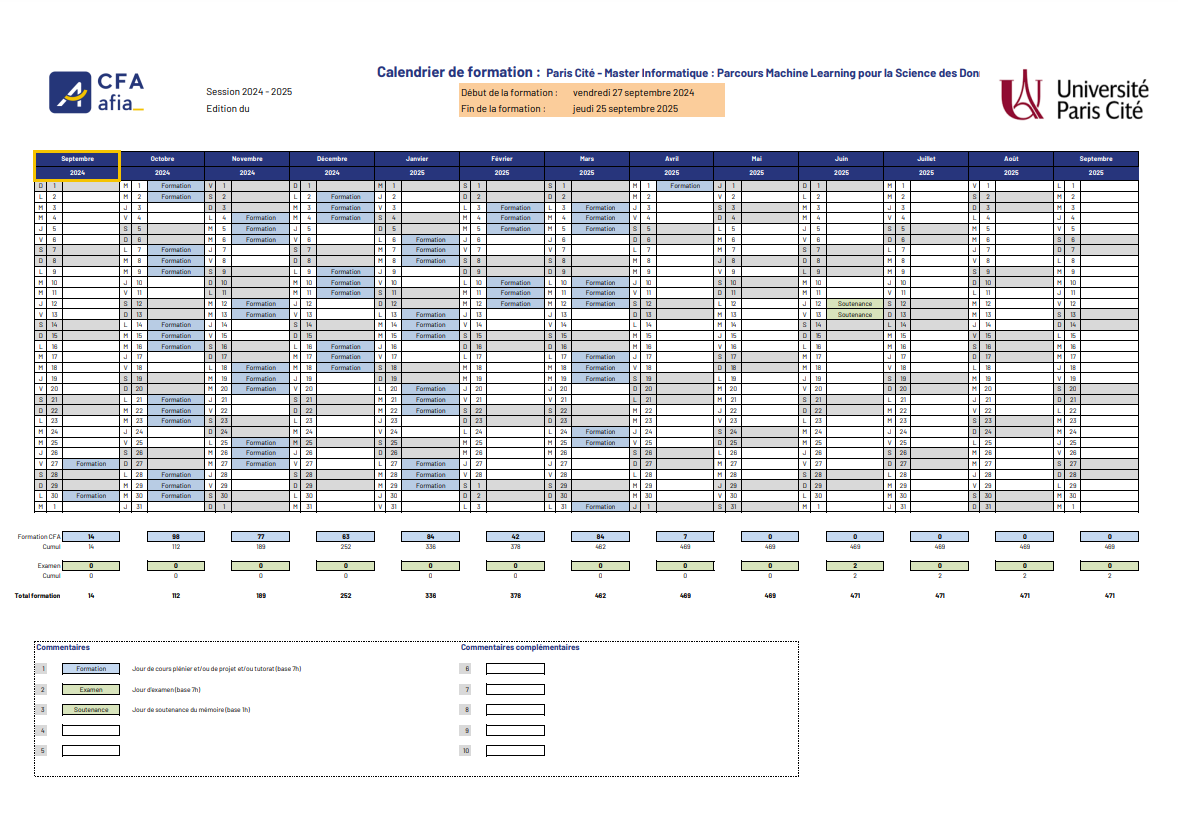 CFA afia_
Calendrier de formation : Paris Cité - Master Informatique : Parcours Machine Learning pour la Science des Don
Session 2024 - 2025
Début de la formation : vendredi 27 septembre 2024
Edition du
Fin de la formation : jeudi 25 septembre 2025
Université
Paris Cité
Septembre Octobre Novembre Décembre Janvier Février Mars Avril Mai Juin Juillet Août Septembre
2024 2024 2024 2024 2025 2025 2025 2025 2025 2025 2025 2025 2025
D 1 M 1 Formation V 1 D 1 M 1 S 1 S 1 M 1 Formation J 1 D 1 M 1 V 1 L 1
L 2 M 2 Formation S 2 L 2 Formation J 2 D 2 D 2 M 2 V 2 L 2 M 2 S 2 M 2
M 3 J 3 D 3 M 3 Formation V 3 L 3 Formation L 3 Formation J 3 S 3 M 3 J 3 D 3 M 3
M 4 V 4 L 4 Formation M 4 Formation S 4 M 4 Formation M 4 Formation V 4 D 4 M 4 V 4 L 4 J 4
J 5 S 5 M 5 Formation J 5 D 5 M 5 Formation M 5 Formation S 5 L 5 J 5 S 5 M 5 V 5
V 6 D 6 M 6 Formation V 6 L 6 Formation J 6 J 6 D 6 M 6 V 6 D 6 M 6 S 6
S 7 L 7 Formation J 7 S 7 M 7 Formation V 7 V 7 L 7 M 7 S 7 L 7 J 7 D 7
D 8 M 8 Formation V 8 D 8 M 8 Formation S 8 S 8 M 8 J 8 D 8 M 8 V 8 L 8
L 9 M 9 Formation S 9 L 9 Formation J 9 D 9 D 9 M 9 V 9 L 9 M 9 S 9 M 9
M 10 J 10 D 10 M 10 Formation V 10 L 10 Formation L 10 Formation J 10 S 10 M 10 J 10 D 10 M 10
M 11 V 11 L 11 M 11 Formation S 11 M 11 Formation M 11 Formation V 11 D 11 M 11 V 11 L 11 J 11
J 12 S 12 M 12 Formation J 12 D 12 M 12 Formation M 12 Formation S 12 L 12 J 12 Soutenance S 12 M 12 V 12
V 13 D 13 M 13 Formation V 13 L 13 Formation J 13 J 13 D 13 M 13 V 13 Soutenance D 13 M 13 S 13
S 14 L 14 Formation J 14 S 14 M 14 Formation V 14 V 14 L 14 M 14 S 14 L 14 J 14 D 14
D 15 M 15 Formation V 15 D 15 M 15 Formation S 15 S 15 M 15 J 15 D 15 M 15 V 15 L 15
L 16 M 16 Formation S 16 L 16 Formation J 16 D 16 D 16 M 16 V 16 L 16 M 16 S 16 M 16
M 17 J 17 D 17 M 17 Formation V 17 L 17 L 17 Formation J 17 S 17 M 17 J 17 D 17 M 17
M 18 V 18 L 18 Formation M 18 Formation S 18 M 18 M 18 Formation V 18 D 18 M 18 V 18 L 18 J 18
J 19 S 19 M 19 Formation J 19 D 19 M 19 M 19 Formation S 19 L 19 J 19 S 19 M 19 V 19
V 20 D 20 M 20 Formation V 20 L 20 Formation J 20 J 20 D 20 M 20 V 20 D 20 M 20 S 20
S 21 L 21 Formation J 21 S 21 M 21 Formation V 21 V 21 L 21 M 21 S 21 L 21 J 21 D 21
D 22 M 22 Formation V 22 D 22 M 22 Formation S 22 S 22 M 22 J 22 D 22 M 22 V 22 L 22
L 23 M 23 Formation S 23 L 23 J 23 D 23 D 23 M 23 V 23 L 23 M 23 S 23 M 23
M 24 J 24 D 24 M 24 V 24 L 24 L 24 Formation J 24 S 24 M 24 J 24 D 24 M 24
M 25 V 25 L 25 Formation M 25 S 25 M 25 M 25 Formation V 25 D 25 M 25 V 25 L 25 J 25
J 26 S 26 M 26 Formation J 26 D 26 M 26 M 26 S 26 L 26 J 26 S 26 M 26 V 26
V 27 Formation D 27 M 27 Formation V 27 L 27 Formation J 27 J 27 D 27 M 27 V 27 D 27 M 27 S 27
S 28 L 28 Formation J 28 S 28 M 28 Formation V 28 V 28 L 28 M 28 S 28 L 28 J 28 D 28
D 29 M 29 Formation V 29 D 29 M 29 Formation S 1 S 29 M 29 J 29 D 29 M 29 V 29 L 29
L 30 Formation M 30 Formation S 30 L 30 J 30 D 2 D 30 M 30 V 30 L 30 M 30 S 30 M 30
M 1 J 31 D 1 M 31 V 31 L 3 L 31 Formation J 1 S 31 M 1 J 31 D 31 M 1
Formation CFA 14 98 77 63 84 42 84 7 0 0 0 0 0
Cumul 14 112 189 252 336 378 462 469 469 469 469 469 469
Examen 0 0 0 0 0 0 0 0 0 2 0 0 0
Cumul 0 0 0 0 0 0 0 0 0 2 2 2 2
Total formation 14 112 189 252 336 378 462 469 469 471 471 471 471
Commentaires Commentaires complémentaires
1 Formation Jour de cours plénier et/ou de projet et/ou tutorat (base 7h) 6
2 Examen Jour d'examen (base 7h) 7
3 Soutenance Jour de soutenance du mémoire (base 1h) 8
4 9
5 10